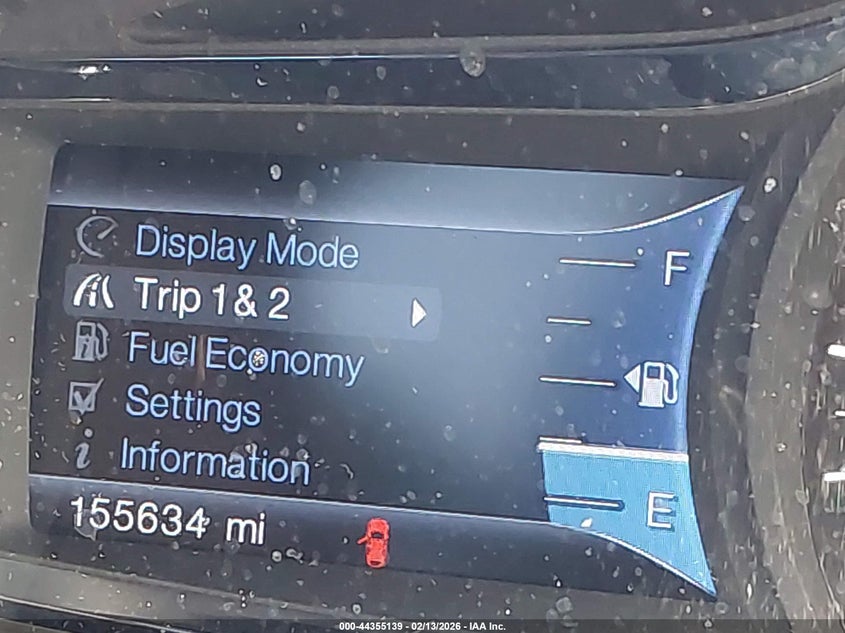 Display Mode
F
Trip 1 & 2
Fuel Economy
Settings
Information
E
155634 mi
000-44355139 - 02/13/2026 - IAA Inc.